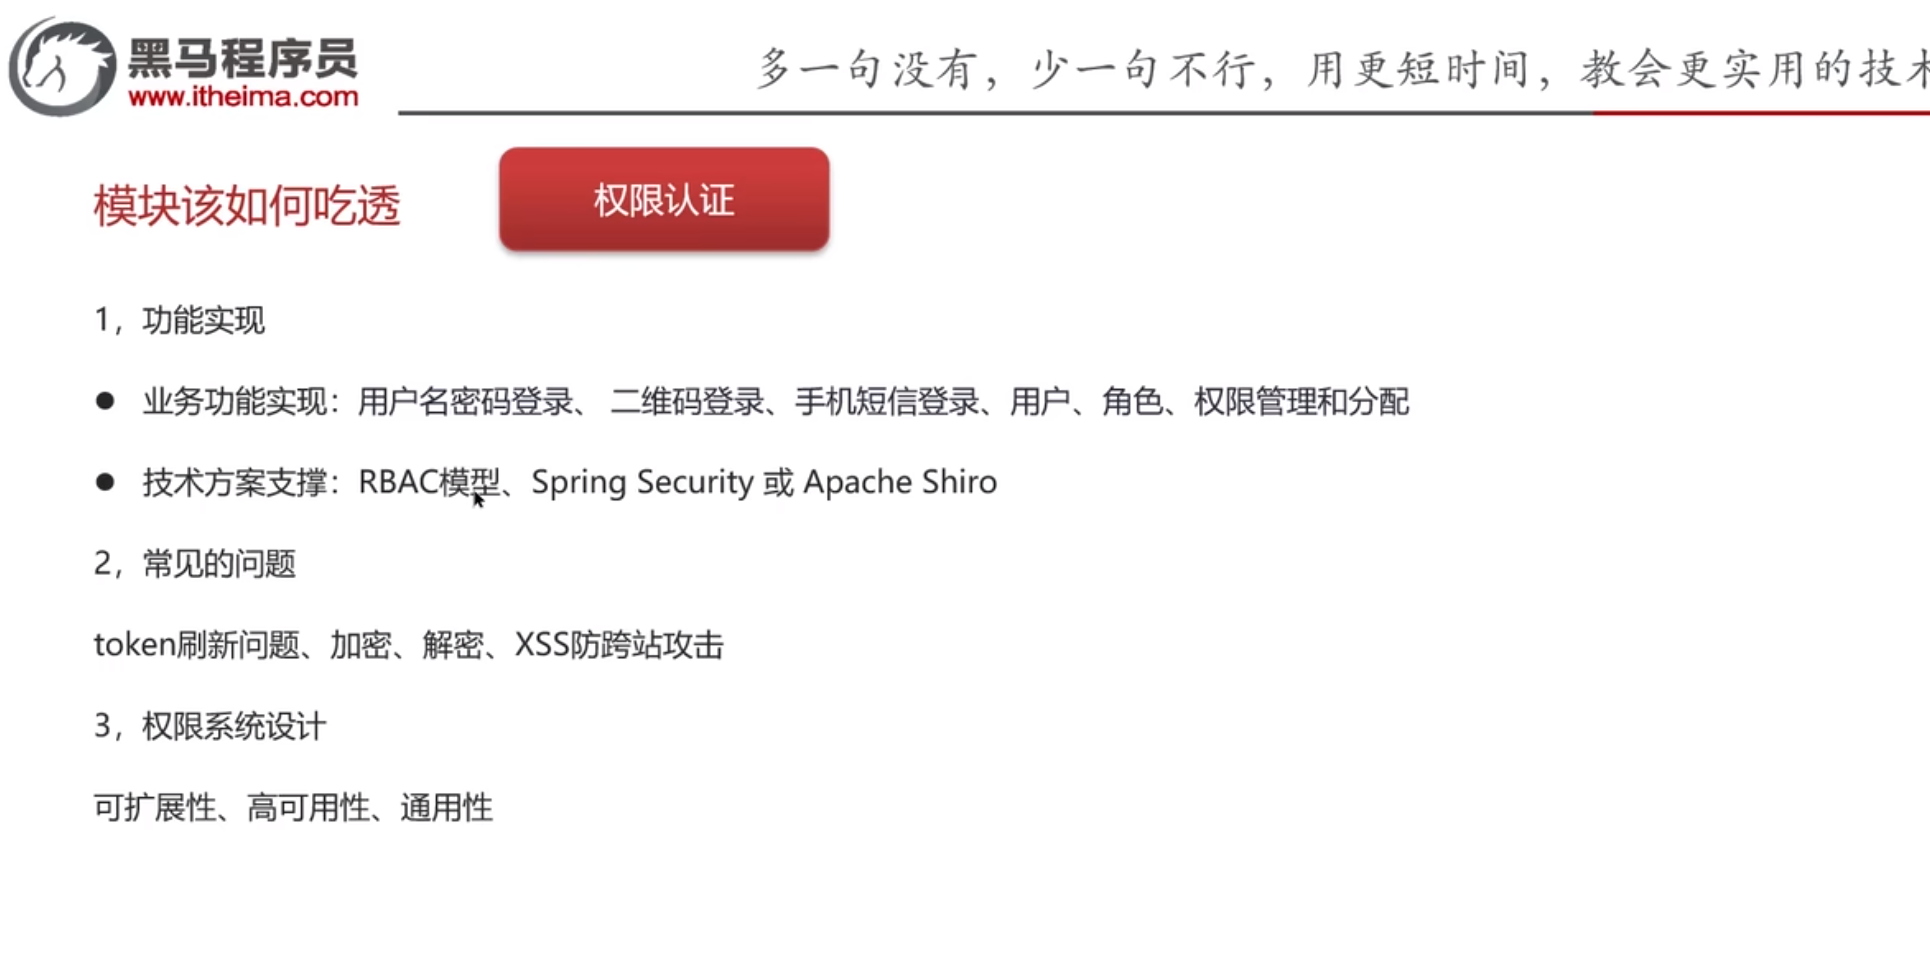 黑马程序员
www.itheima.com
多一句没有，少一句不行，用更短时间，教会更实用的技术
模块该如何吃透
权限认证
1，功能实现
● 业务功能实现：用户名密码登录、 二维码登录、手机短信登录、用户、角色、权限管理和分配
● 技术方案支撑：RBAC模型、Spring Security 或 Apache Shiro
2，常见的问题
token刷新问题、加密、解密、XSS防跨站攻击
3，权限系统设计
可扩展性、高可用性、通用性